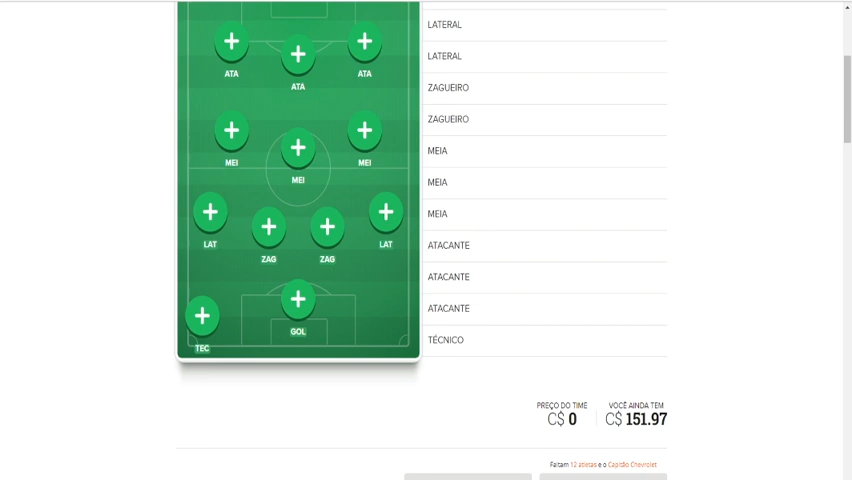 ATA
ATA
ATA
MEI
MEI
MEI
LAT
LAT
ZAG
ZAG
GOL
TEC
LATERAL
LATERAL
ZAGUEIRO
ZAGUEIRO
MEIA
MEIA
MEIA
ATACANTE
ATACANTE
ATACANTE
TÉCNICO
PREÇO DO TIME
C$ 0
VOCÊ AINDA TEM
C$ 151.97
Faltam 12 atletas e o Capitão Chevrolet